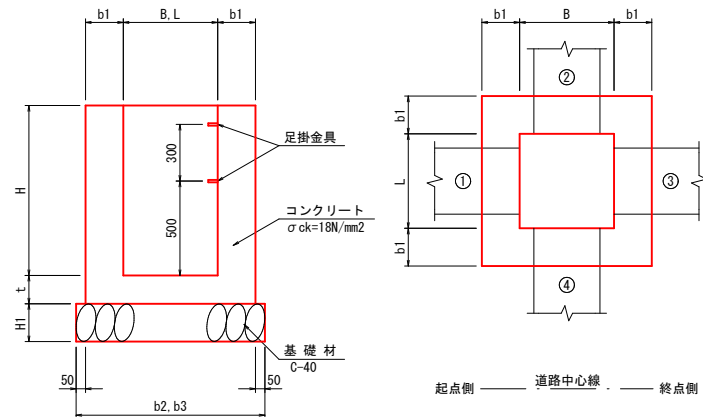 b1
B, L
b1
H
t
H1
300
500
足掛金具
コンクリート
σck=18N/mm2
基礎材
C-40
50
50
b2, b3
b1
B
b1
b1
L
b1
①
②
③
④
起点側
道路中心線
終点側